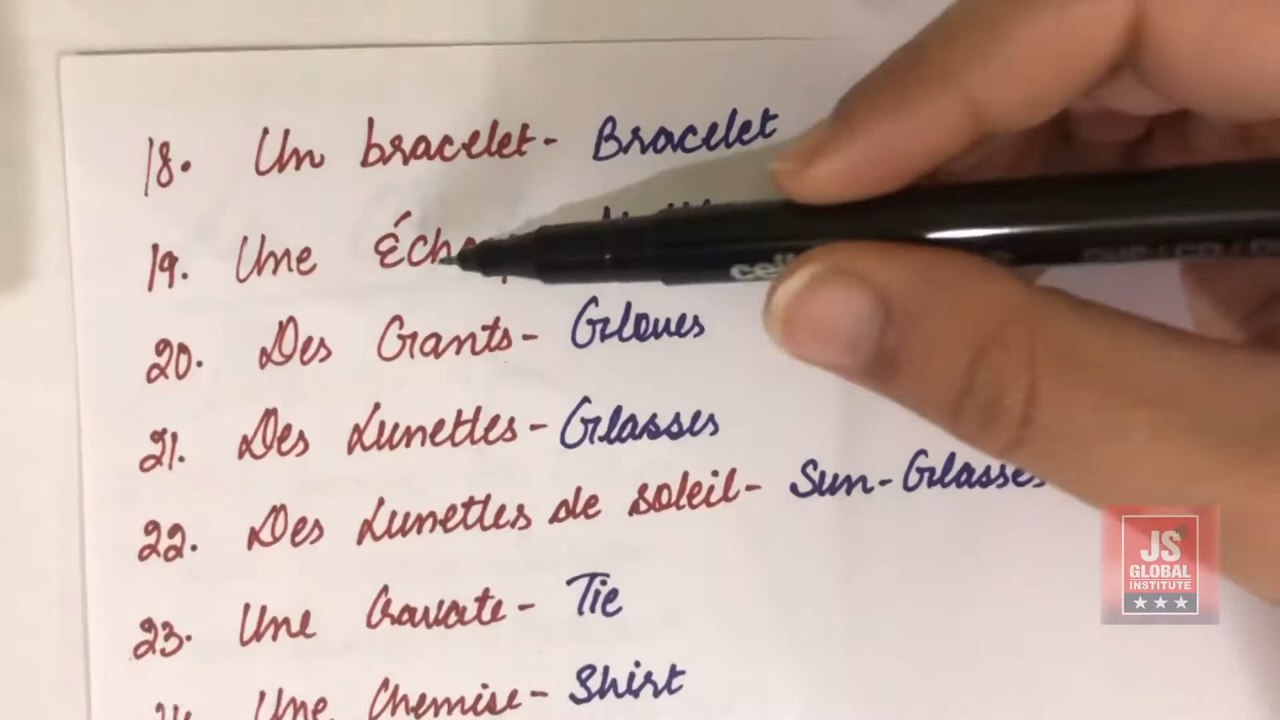 18. Un bracelet- Bracelet
19. Une
20. Des Gants- Gloves
21. Des Lunettes- Glasses
22. Des Lunettes de soleil- Sun-Glasses
23. Une Cravate- Tie
24. Une Chemise- Shirt
JS
GLOBAL
INSTITUTE